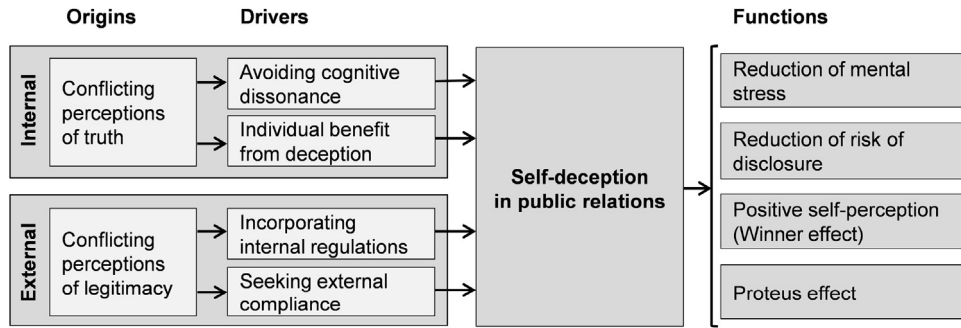 Origins
Drivers
Functions
Internal
Conflicting
perceptions
of truth
Avoiding cognitive
dissonance
Individual benefit
from deception
External
Conflicting
perceptions
of legitimacy
Incorporating
internal regulations
Seeking external
compliance
Self-deception
in public relations
Reduction of mental
stress
Reduction of risk of
disclosure
Positive self-perception
(Winner effect)
Proteus effect